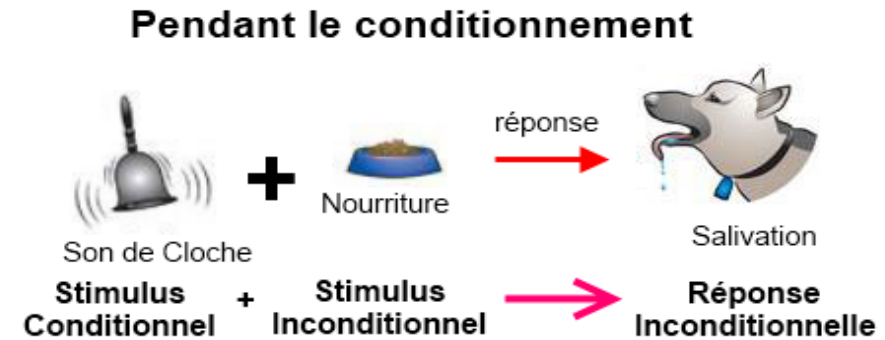 Pendant le conditionnement
réponse
+
Nourriture
Son de Cloche
Salivation
Stimulus + Stimulus Réponse
Conditionnel Inconditionnel Inconditionnelle